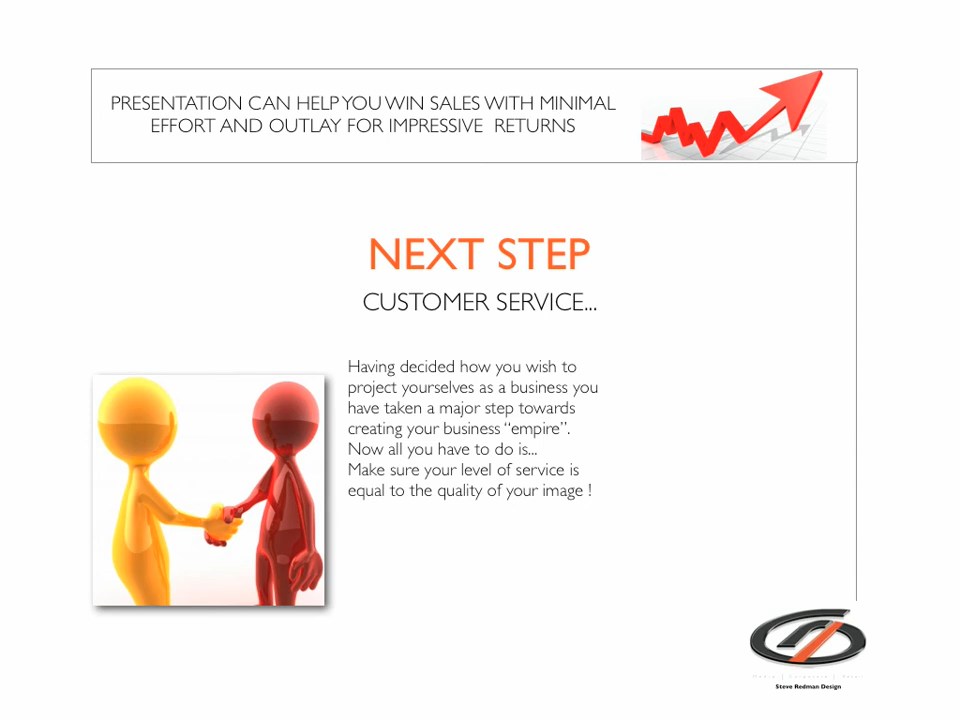 PRESENTATION CAN HELP YOU WIN SALES WITH MINIMAL
EFFORT AND OUTLAY FOR IMPRESSIVE RETURNS
NEXT STEP
CUSTOMER SERVICE...
Having decided how you wish to
project yourselves as a business you
have taken a major step towards
creating your business “empire”.
Now all you have to do is...
Make sure your level of service is
equal to the quality of your image !
Media | Corporate | Retail
Steve Redman Design